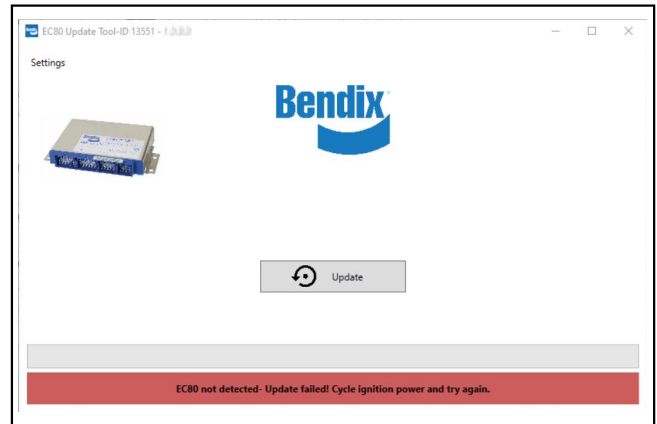 EC80 Update Tool-ID 13551 -
Settings
Bendix
Update
EC80 not detected- Update failed! Cycle ignition power and try again.